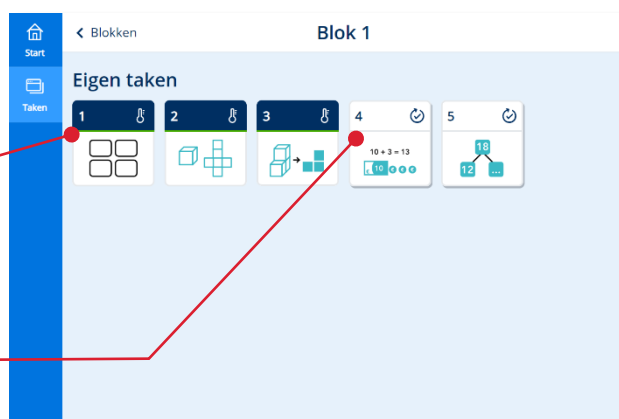 Start
Taken
Blokken
Blok 1
Eigen taken
1
2
3
4
10 + 3 = 13
10 € € €
5
18
12 ...